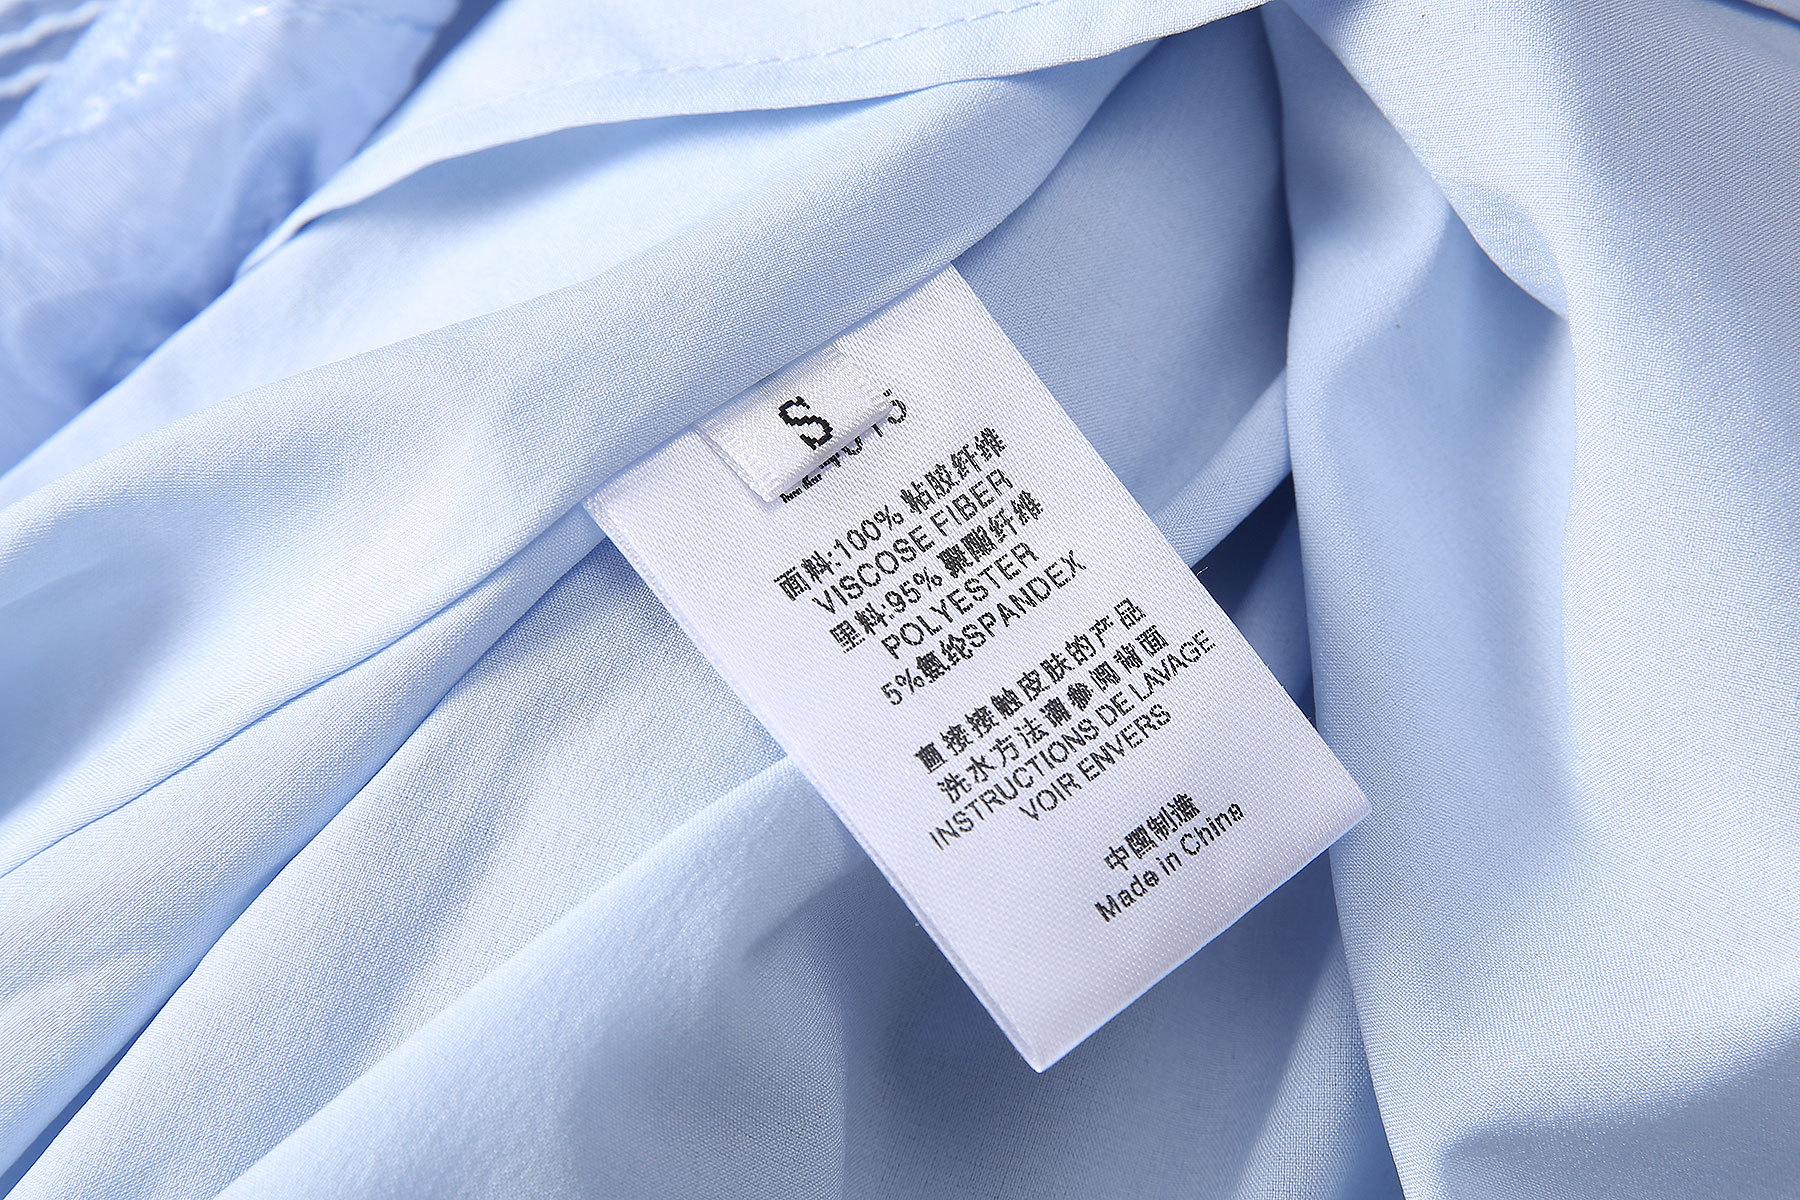 S
面料:100% 粘胶纤维
VISCOSE FIBER
里料:95% 聚酯纤维
POLYESTER
5%氨纶SPANDEX
直接接触皮肤的产品
洗水方法请参阅背面
INSTRUCTIONS DE LAVAGE
VOIR ENVERS
中國制造
Made in China